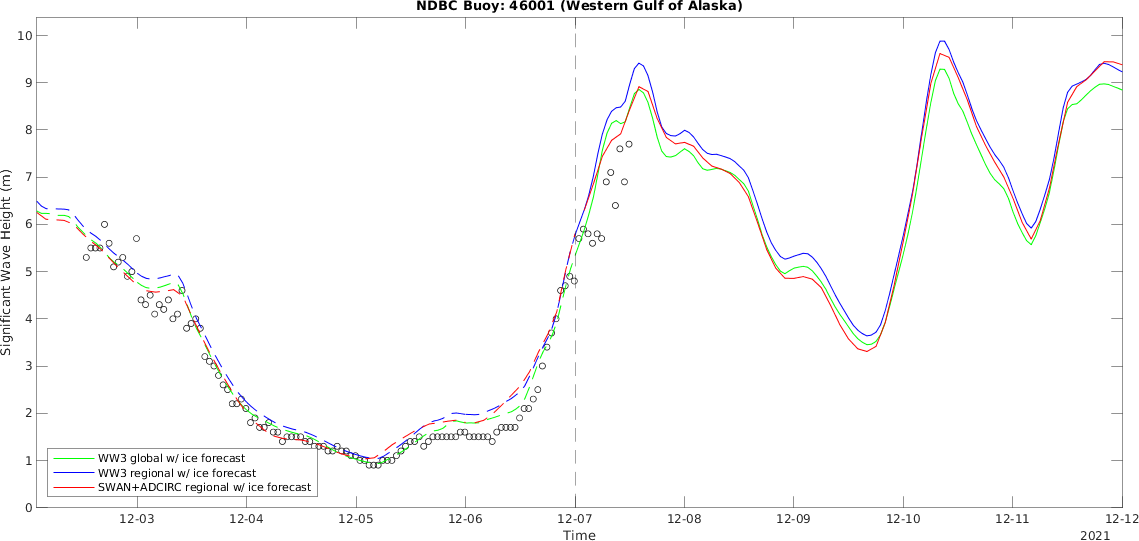 NDBC Buoy: 46001 (Western Gulf of Alaska)
Significant Wave Height (m)
10
9
8
7
6
5
4
3
2
1
0
WW3 global w/ ice forecast
WW3 regional w/ ice forecast
SWAN+ADCIRC regional w/ ice forecast
12-03 12-04 12-05 12-06 12-07 12-08 12-09 12-10 12-11 12-12
Time
2021